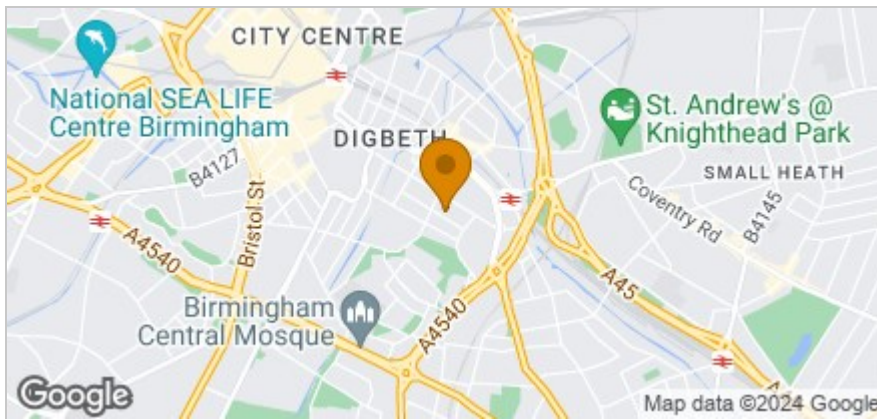 CITY CENTRE
National SEA LIFE
Centre Birmingham
DIGBETH
St. Andrew's @
Knighthead Park
B4127
SMALL HEATH
Bristol St.
Coventry Rd
B4145
A4540
A45
Birmingham
Central Mosque
A4540
A
Google
Map data ©2024 Google